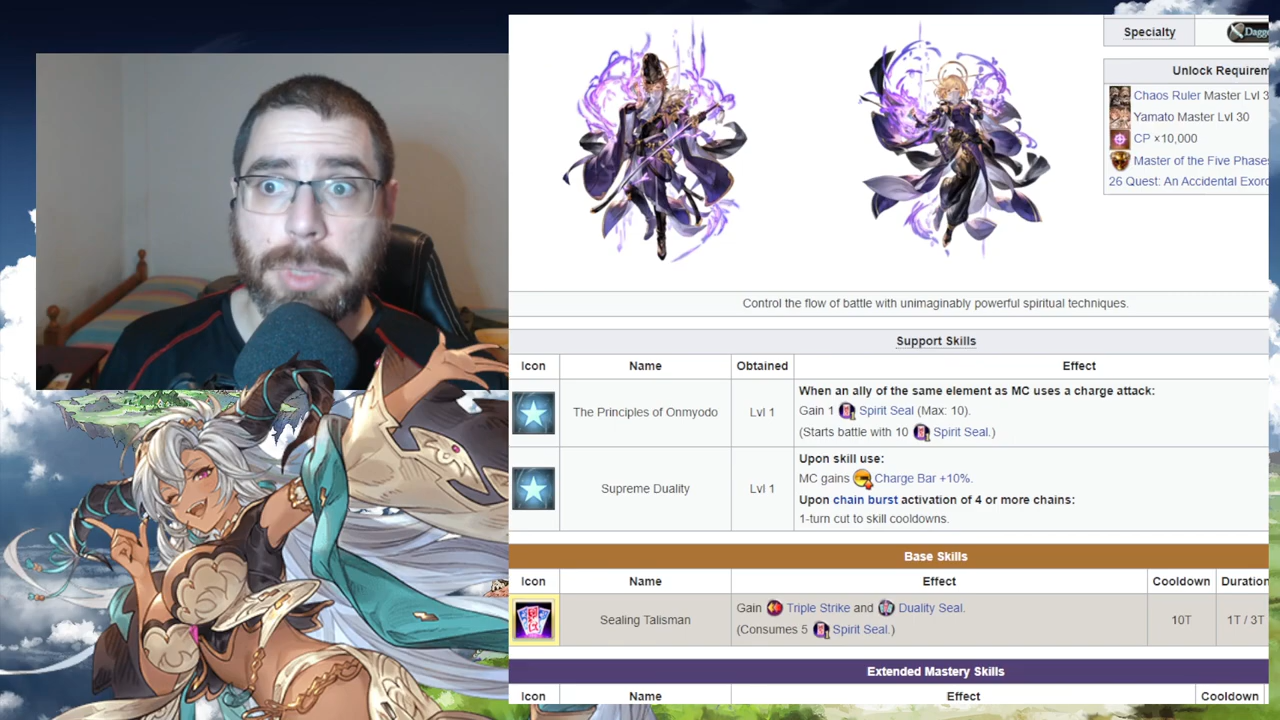 Specialty
Unlock Requirem
Chaos Ruler Master Lvl 3
Yamato Master Lvl 30
CP ×10,000
Master of the Five Phases
26 Quest: An Accidental Exorc
Control the flow of battle with unimaginably powerful spiritual techniques.
Support Skills
Icon Name Obtained Effect
The Principles of Onmyodo Lvl 1
When an ally of the same element as MC uses a charge attack:
Gain 1 Spirit Seal (Max: 10).
(Starts battle with 10 Spirit Seal.)
Supreme Duality Lvl 1
Upon skill use:
MC gains Charge Bar +10%.
Upon chain burst activation of 4 or more chains:
1-turn cut to skill cooldowns.
Base Skills
Icon Name Effect Cooldown Duration
Sealing Talisman
Gain Triple Strike and Duality Seal.
(Consumes 5 Spirit Seal.)
10T 1T / 3T
Extended Mastery Skills
Icon Name Effect Cooldown